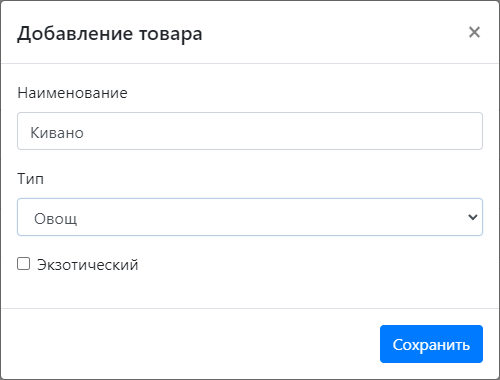 Добавление товара ×
Наименование
Кивано
Тип
Овощ
Экзотический
Сохранить